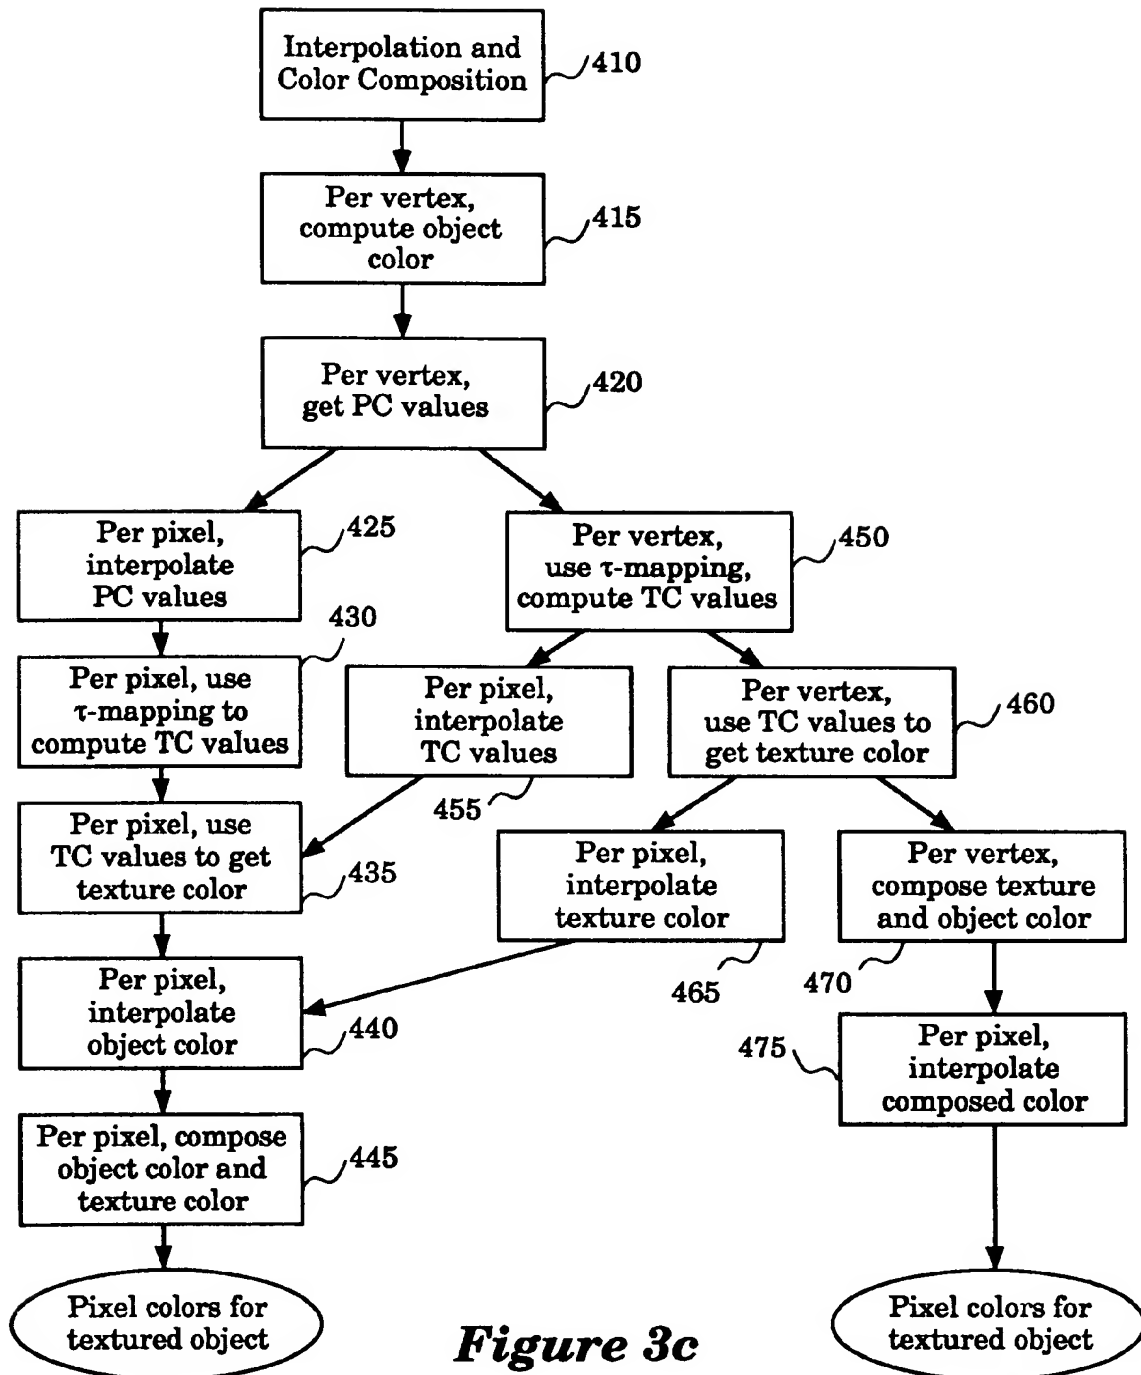 Interpolation and
Color Composition
410
Per vertex,
compute object
color
415
Per vertex,
get PC values
420
Per pixel,
interpolate
PC values
425
Per vertex,
use τ-mapping,
compute TC values
450
430
Per pixel, use
τ-mapping to
compute TC values
Per pixel,
interpolate
TC values
455
Per vertex,
use TC values to
get texture color
460
Per pixel, use
TC values to get
texture color
435
Per pixel,
interpolate
texture color
465
Per vertex,
compose texture
and object color
470
Per pixel,
interpolate
object color
440
475
Per pixel,
interpolate
composed color
Per pixel, compose
object color and
texture color
445
Pixel colors for
textured object
Pixel colors for
textured object
Figure 3c